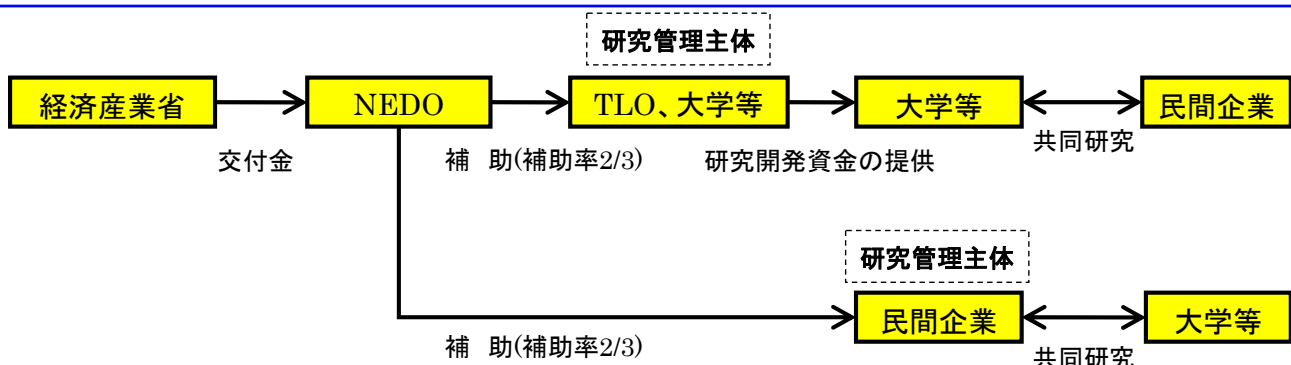 研究管理主体
経済産業省
NEDO
TLO、大学等
大学等
民間企業
交付金
補　助(補助率2/3)
研究開発資金の提供
共同研究
研究管理主体
民間企業
大学等
補　助(補助率2/3)
共同研究